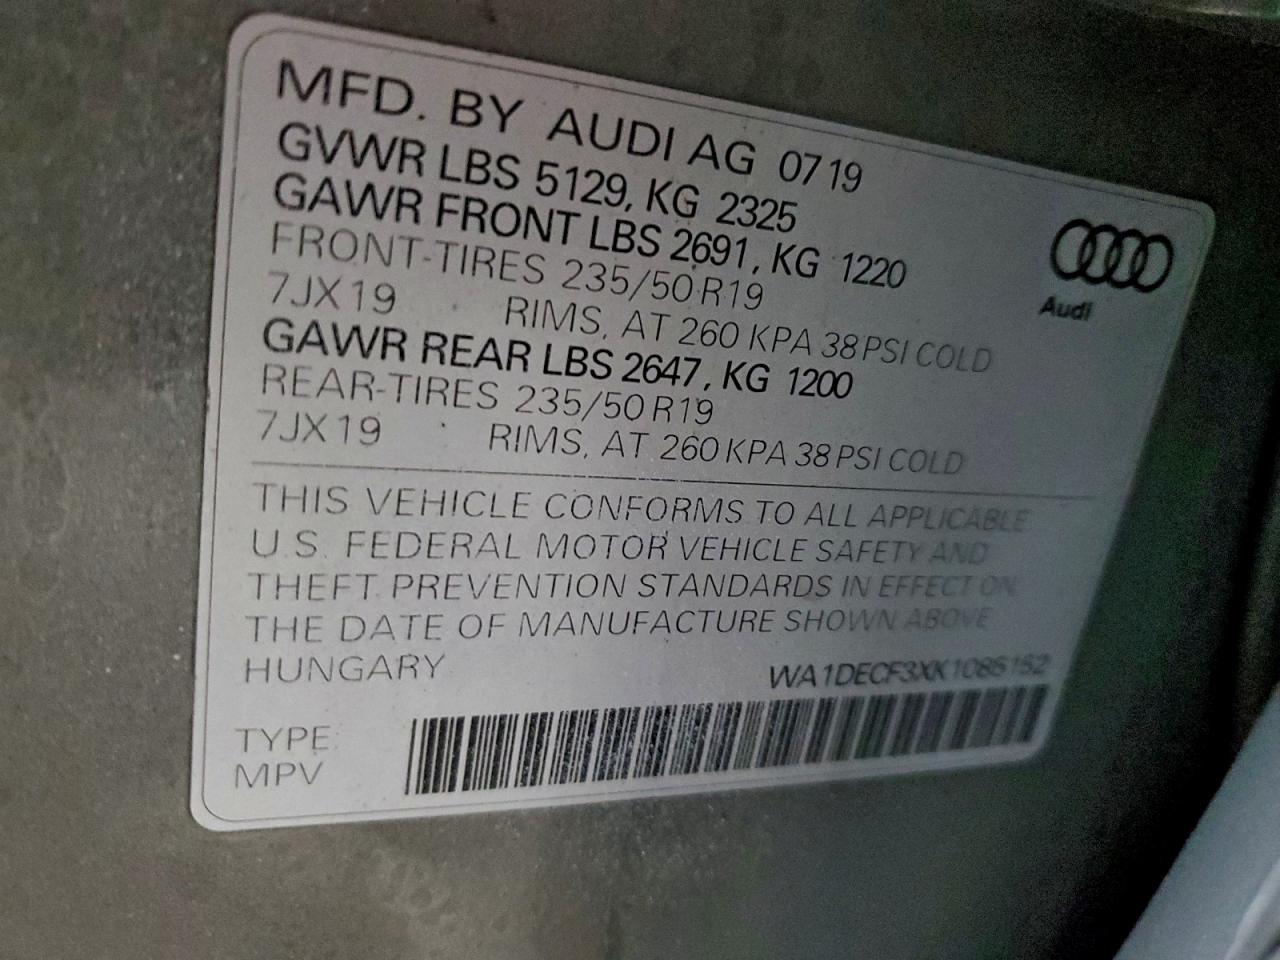 MFD. BY AUDI AG 07 19
GVWR LBS 5129, KG 2325
GAWR FRONT LBS 2691, KG 1220
FRONT-TIRES 235/50 R19
7JX19 RIMS, AT 260 KPA 38 PSI COLD
GAWR REAR LBS 2647, KG 1200
REAR-TIRES 235/50 R19
7JX19 RIMS, AT 260 KPA 38 PSI COLD
Audi
THIS VEHICLE CONFORMS TO ALL APPLICABLE
U.S. FEDERAL MOTOR VEHICLE SAFETY AND
THEFT PREVENTION STANDARDS IN EFFECT ON
THE DATE OF MANUFACTURE SHOWN ABOVE
HUNGARY
TYPE:
MPV